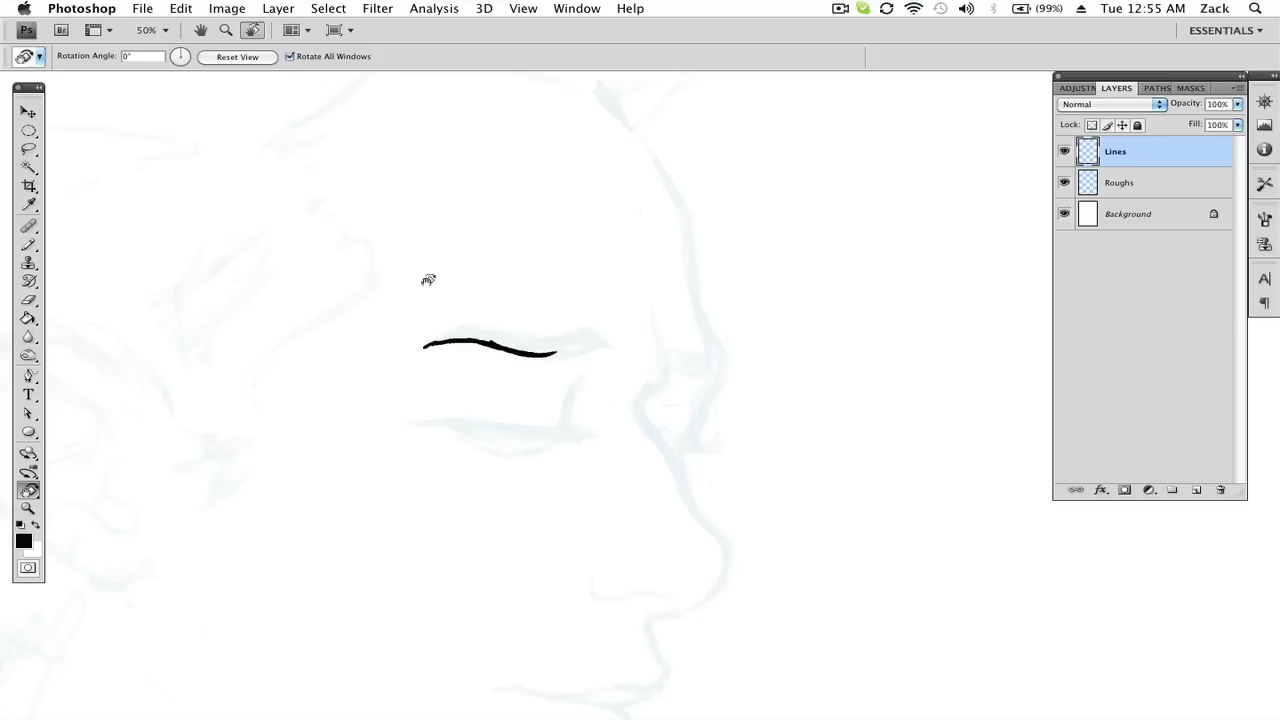 Photoshop File Edit Image Layer Select Filter Analysis 3D View Window Help (99%) Tue 12:55 AM Zack
Ps Br 50% ESSENTIALS
Rotation Angle: 0° Reset View Rotate All Windows
ADJUSTN LAYERS PATHS MASKS
Normal Opacity: 100%
Lock: Fill: 100%
Lines
Roughs
Background